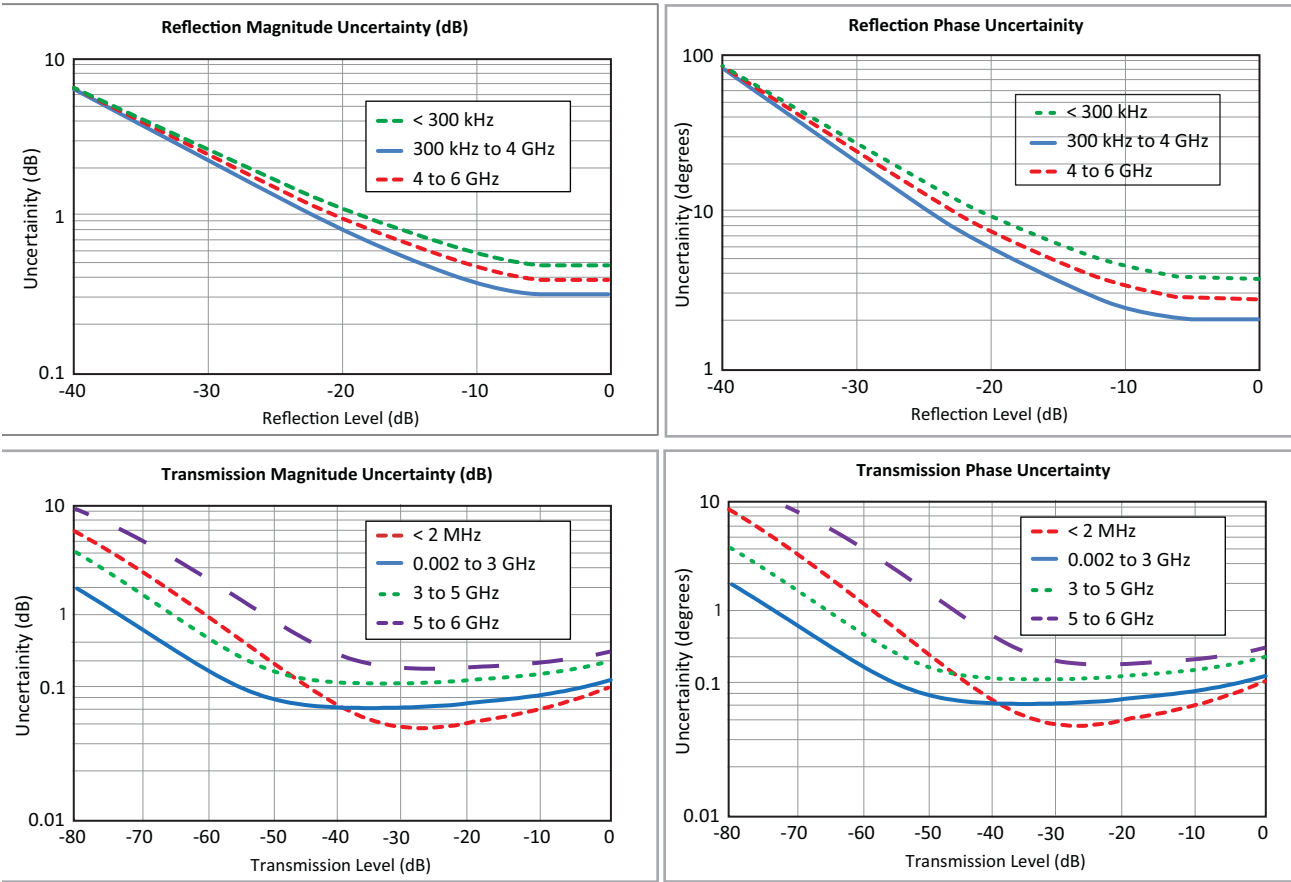 Reflection Magnitude Uncertainty (dB)
Uncertainity (dB)
10
1
0.1
< 300 kHz
300 kHz to 4 GHz
4 to 6 GHz
-40 -30 -20 -10 0
Reflection Level (dB)
Reflection Phase Uncertainity
Uncertainity (degrees)
100
10
1
< 300 kHz
300 kHz to 4 GHz
4 to 6 GHz
-40 -30 -20 -10 0
Reflection Level (dB)
Transmission Magnitude Uncertainty (dB)
Uncertainity (dB)
10
1
0.1
0.01
< 2 MHz
0.002 to 3 GHz
3 to 5 GHz
5 to 6 GHz
-80 -70 -60 -50 -40 -30 -20 -10 0
Transmission Level (dB)
Transmission Phase Uncertainty
Uncertainity (degrees)
10
1
0.1
0.01
< 2 MHz
0.002 to 3 GHz
3 to 5 GHz
5 to 6 GHz
-80 -70 -60 -50 -40 -30 -20 -10 0
Transmission Level (dB)